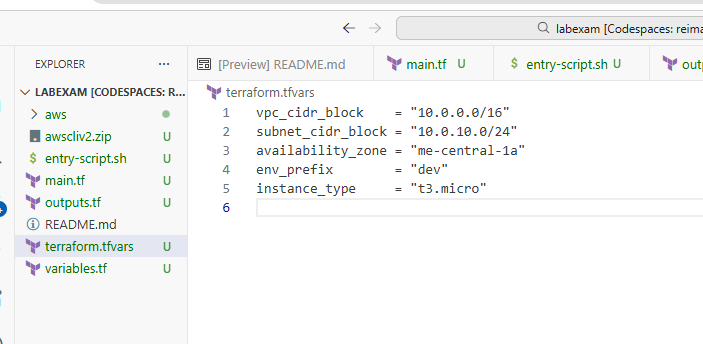 labexam [Codespaces: reima
EXPLORER ···
[Preview] README.md main.tf U entry-script.sh U out
LABEXAM [CODESPACES: R...
terraform.tfvars
aws
awscliv2.zip U
$ entry-script.sh U
main.tf U
outputs.tf U
README.md
terraform.tfvars U
variables.tf U
1 vpc_cidr_block = "10.0.0.0/16"
2 subnet_cidr_block = "10.0.10.0/24"
3 availability_zone = "me-central-1a"
4 env_prefix = "dev"
5 instance_type = "t3.micro"
6